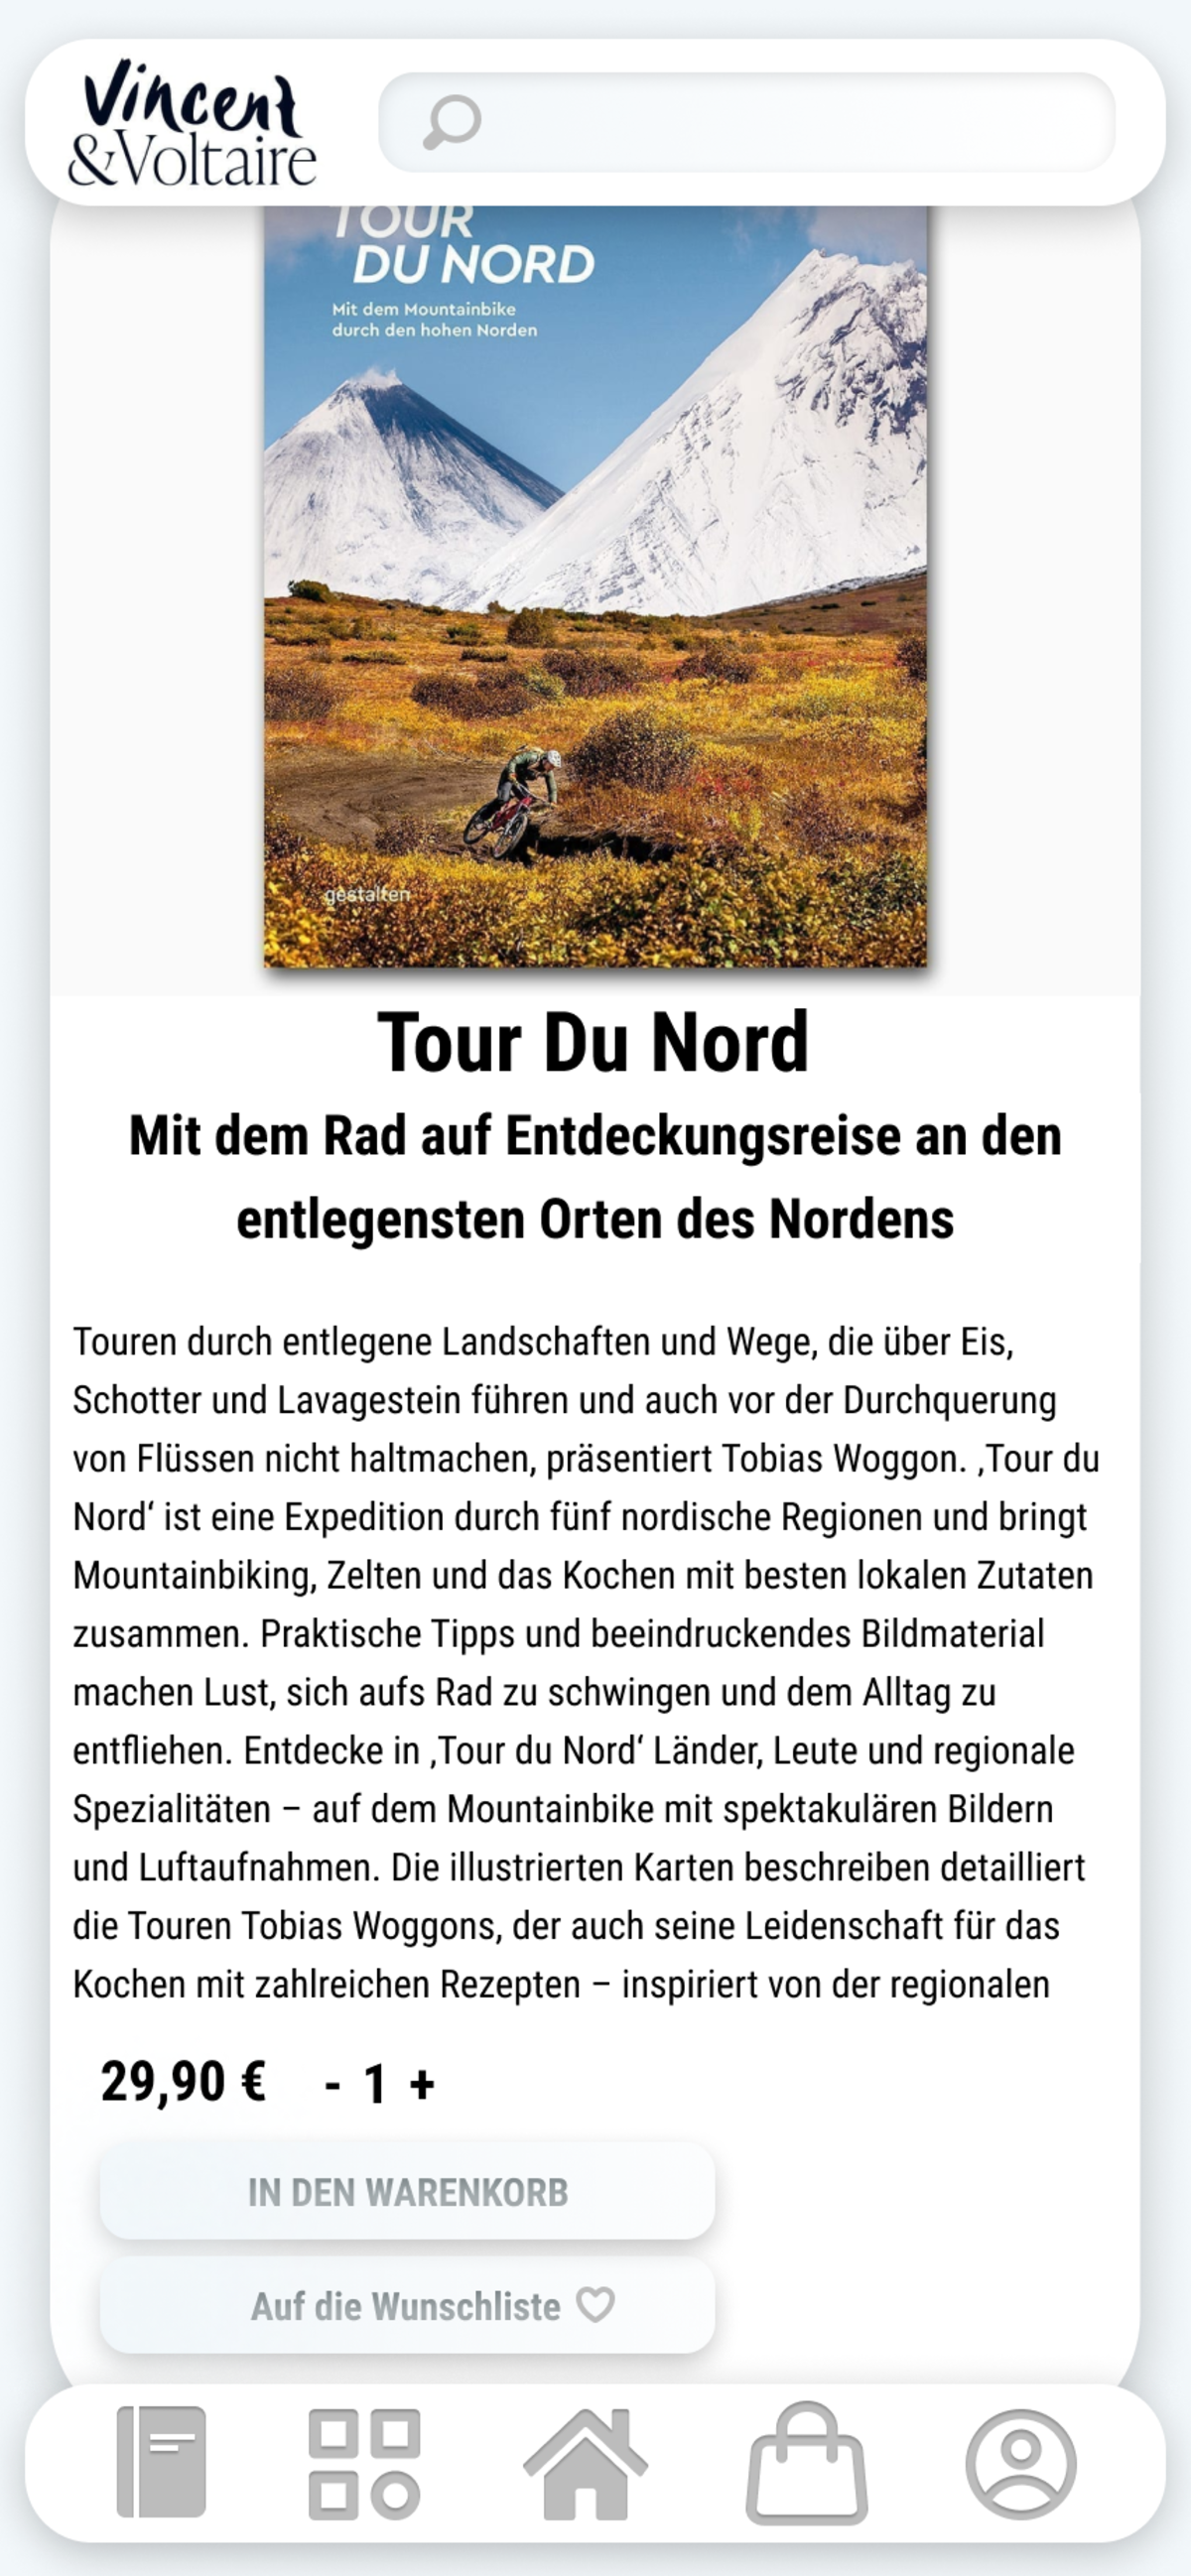 Vincent
&Voltaire
TOUR
DU NORD
Mit dem Mountainbike
durch den hohen Norden
gestalten
Tour Du Nord
Mit dem Rad auf Entdeckungsreise an den
entlegensten Orten des Nordens
Touren durch entlegene Landschaften und Wege, die über Eis,
Schotter und Lavagestein führen und auch vor der Durchquerung
von Flüssen nicht haltmachen, präsentiert Tobias Woggon. ‚Tour du
Nord‘ ist eine Expedition durch fünf nordische Regionen und bringt
Mountainbiking, Zelten und das Kochen mit besten lokalen Zutaten
zusammen. Praktische Tipps und beeindruckendes Bildmaterial
machen Lust, sich aufs Rad zu schwingen und dem Alltag zu
entfliehen. Entdecke in ‚Tour du Nord‘ Länder, Leute und regionale
Spezialitäten – auf dem Mountainbike mit spektakulären Bildern
und Luftaufnahmen. Die illustrierten Karten beschreiben detailliert
die Touren Tobias Woggons, der auch seine Leidenschaft für das
Kochen mit zahlreichen Rezepten – inspiriert von der regionalen
29,90 € - 1 +
IN DEN WARENKORB
Auf die Wunschliste